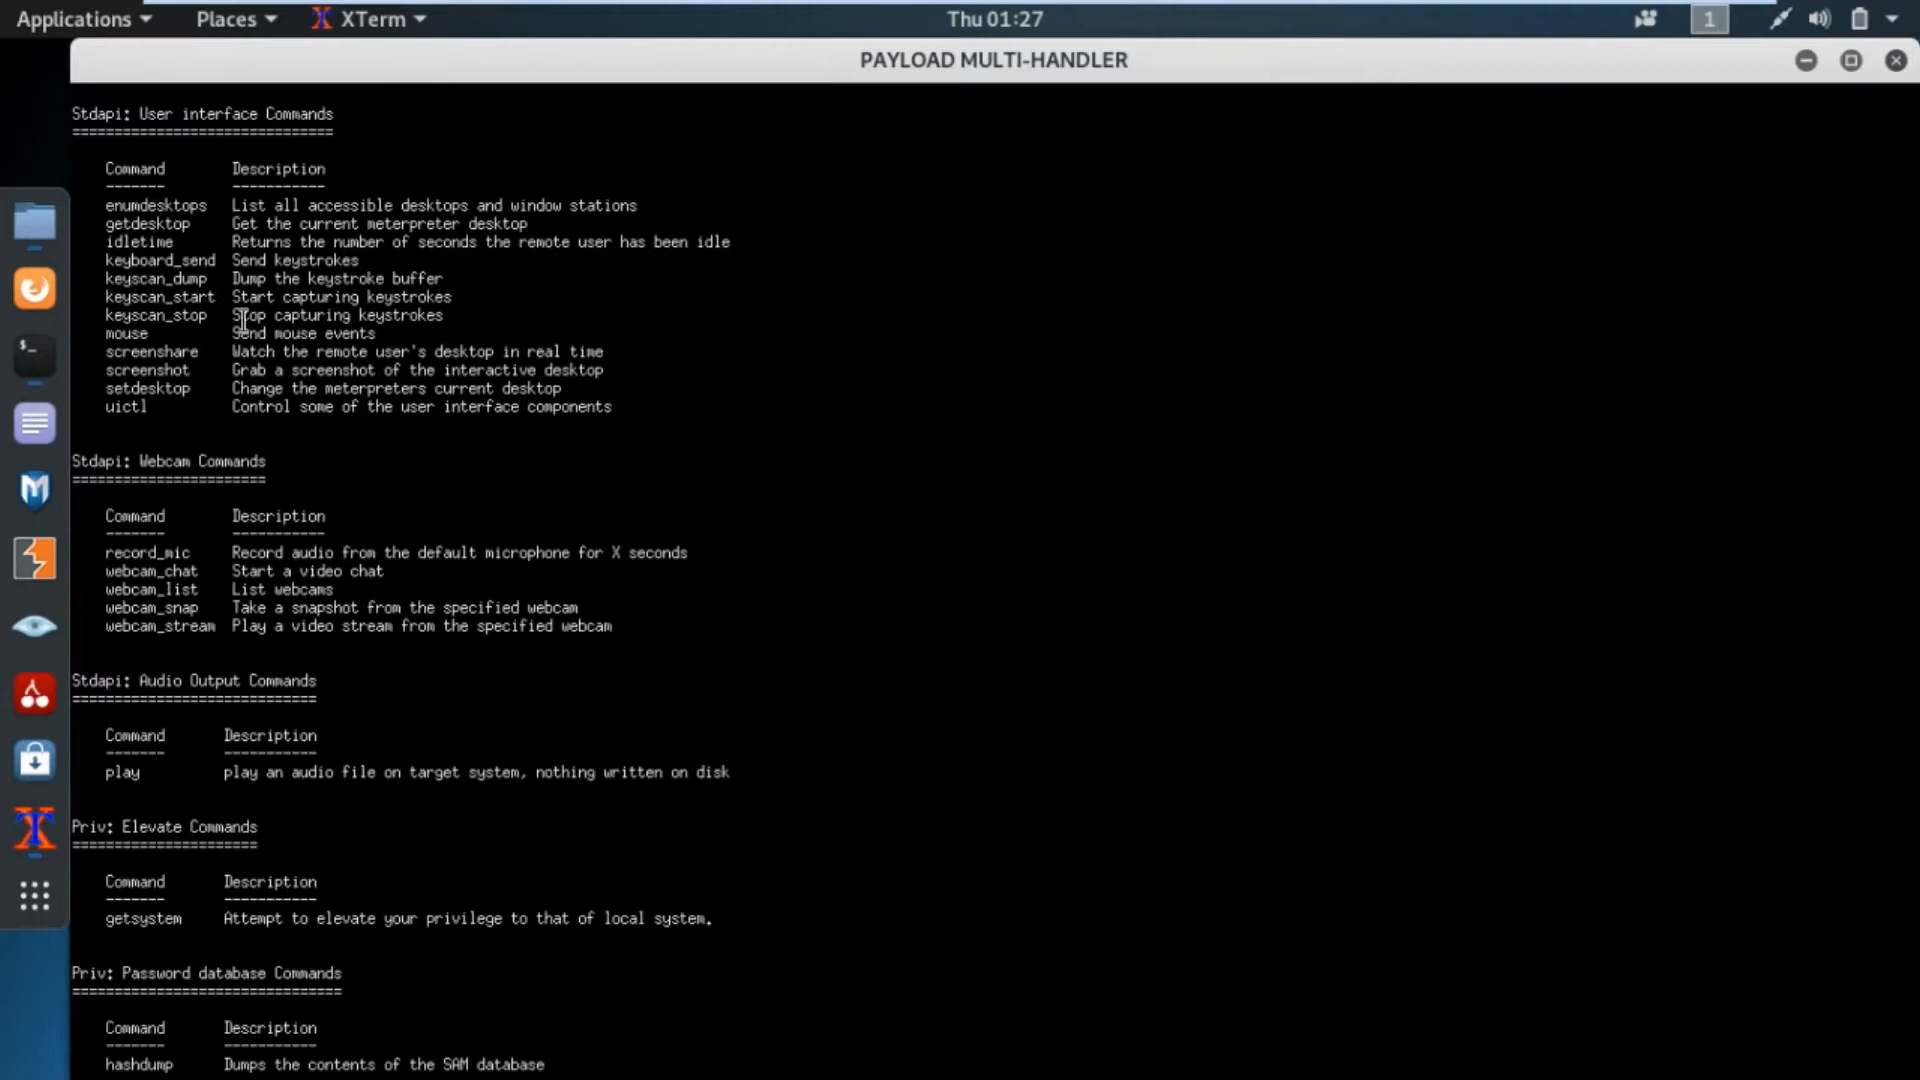 Applications Places XTerm Thu 01:27 1
PAYLOAD MULTI-HANDLER
Stdapi: User interface Commands
===============================
Command Description
------- -----------
enumdesktops List all accessible desktops and window stations
getdesktop Get the current meterpreter desktop
idletime Returns the number of seconds the remote user has been idle
keyboard_send Send keystrokes
keyscan_dump Dump the keystroke buffer
keyscan_start Start capturing keystrokes
keyscan_stop Stop capturing keystrokes
mouse Send mouse events
screenshare Watch the remote user's desktop in real time
screenshot Grab a screenshot of the interactive desktop
setdesktop Change the meterpreters current desktop
uictl Control some of the user interface components
Stdapi: Webcam Commands
=======================
Command Description
------- -----------
record_mic Record audio from the default microphone for X seconds
webcam_chat Start a video chat
webcam_list List webcams
webcam_snap Take a snapshot from the specified webcam
webcam_stream Play a video stream from the specified webcam
Stdapi: Audio Output Commands
=============================
Command Description
------- -----------
play play an audio file on target system, nothing written on disk
Priv: Elevate Commands
======================
Command Description
------- -----------
getsystem Attempt to elevate your privilege to that of local system.
Priv: Password database Commands
================================
Command Description
------- -----------
hashdump Dumps the contents of the SAM database